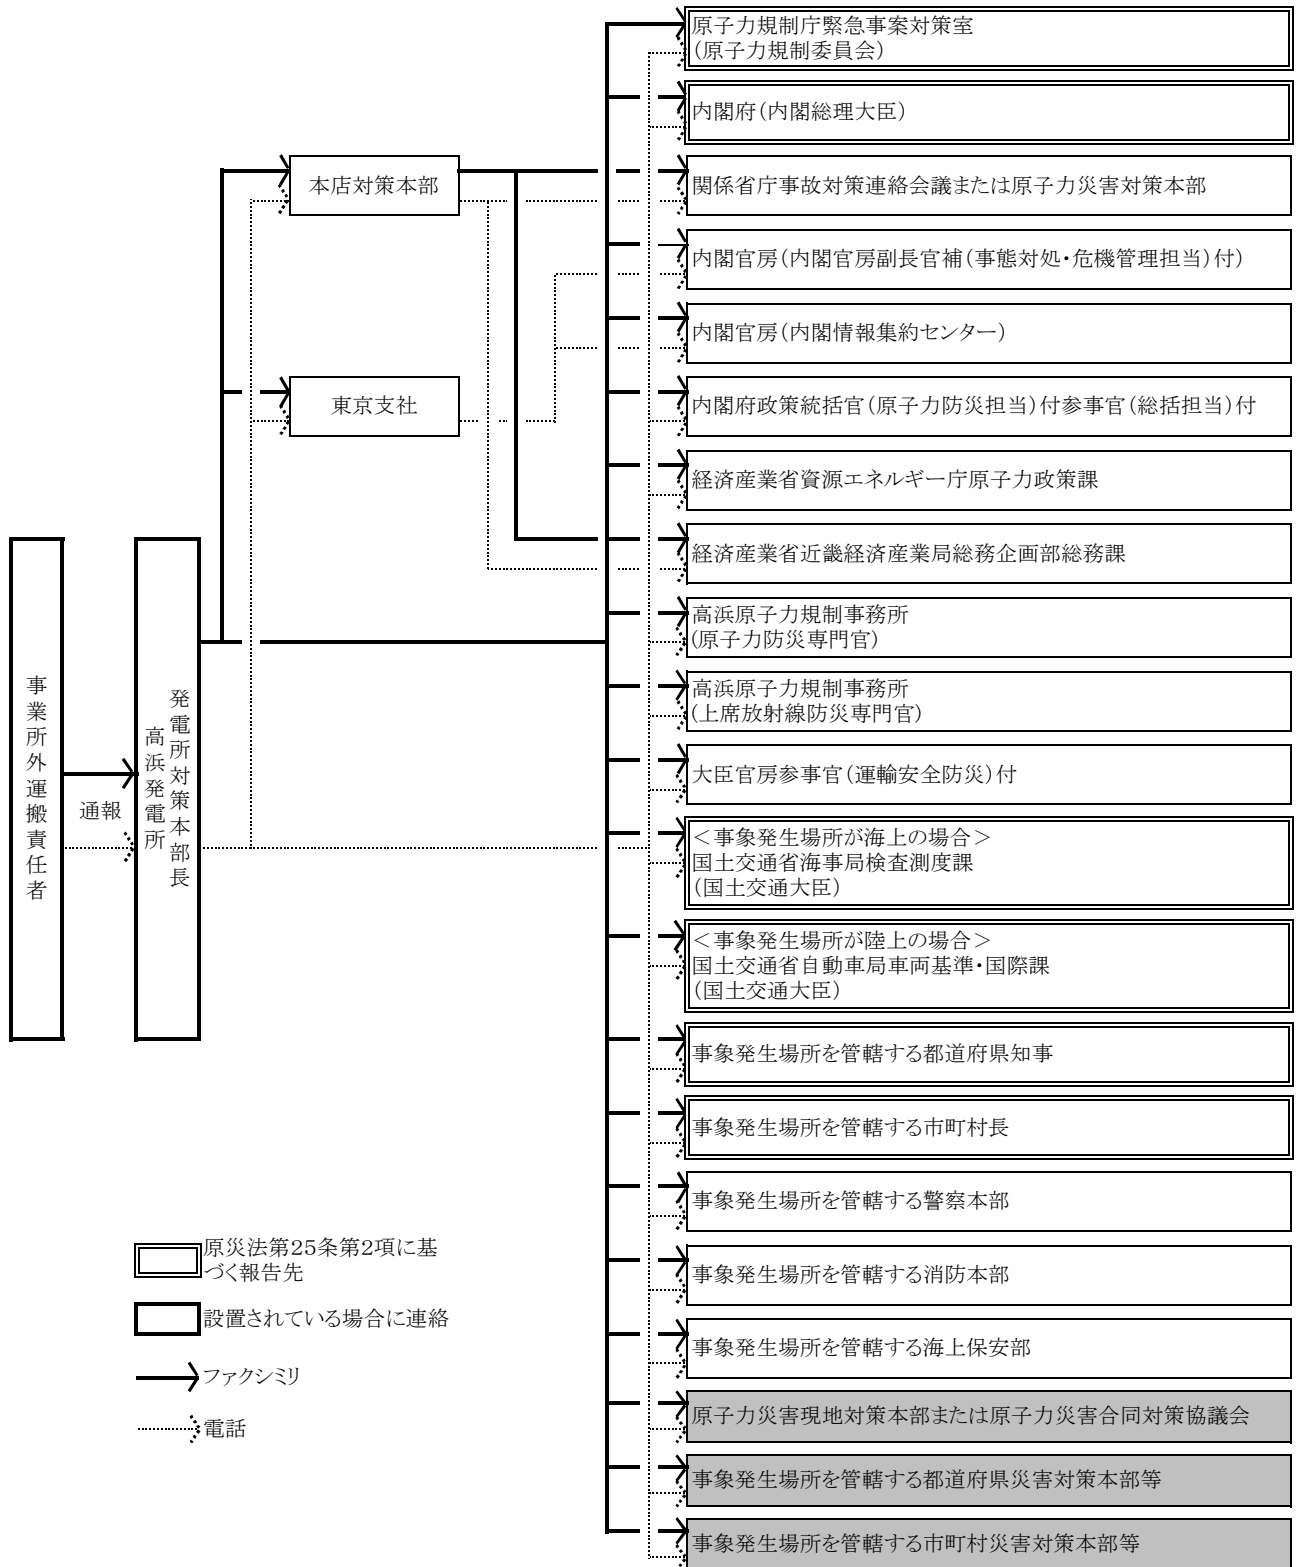 原子力規制庁緊急事案対策室
(原子力規制委員会)
内閣府(内閣総理大臣)
本店対策本部
関係省庁事故対策連絡会議または原子力災害対策本部
内閣官房(内閣官房副長官補(事態対処・危機管理担当)付)
内閣官房(内閣情報集約センター)
東京支社
内閣府政策統括官(原子力防災担当)付参事官(総括担当)付
経済産業省資源エネルギー庁原子力政策課
経済産業省近畿経済産業局総務企画部総務課
高浜原子力規制事務所
(原子力防災専門官)
高浜原子力規制事務所
(上席放射線防災専門官)
事業所外運搬責任者
通報
発電所対策本部長
高浜発電所
大臣官房参事官(運輸安全防災)付
<事象発生場所が海上の場合>
国土交通省海事局検査測度課
(国土交通大臣)
<事象発生場所が陸上の場合>
国土交通省自動車局車両基準・国際課
(国土交通大臣)
事象発生場所を管轄する都道府県知事
事象発生場所を管轄する市町村長
事象発生場所を管轄する警察本部
事象発生場所を管轄する消防本部
事象発生場所を管轄する海上保安部
原子力災害現地対策本部または原子力災害合同対策協議会
事象発生場所を管轄する都道府県災害対策本部等
事象発生場所を管轄する市町村災害対策本部等
原災法第25条第2項に基
づく報告先
設置されている場合に連絡
ファクシミリ
電話